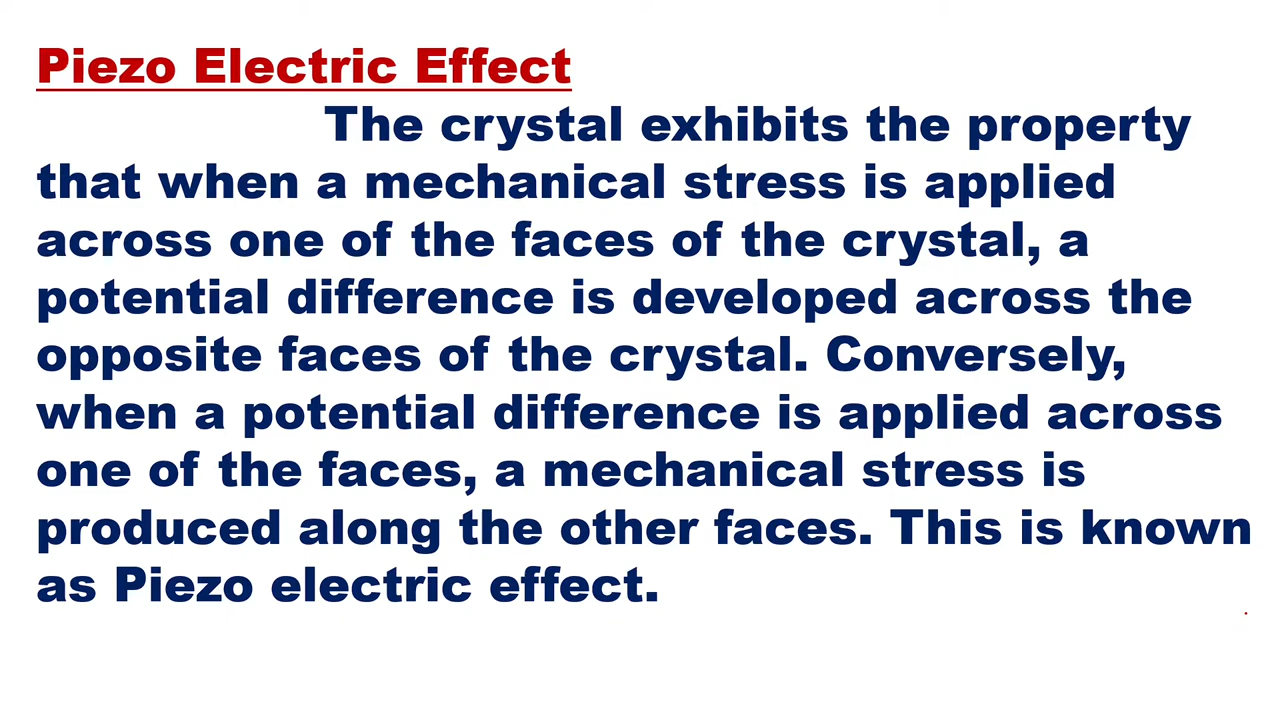 Piezo Electric Effect
The crystal exhibits the property
that when a mechanical stress is applied
across one of the faces of the crystal, a
potential difference is developed across the
opposite faces of the crystal. Conversely,
when a potential difference is applied across
one of the faces, a mechanical stress is
produced along the other faces. This is known
as Piezo electric effect.